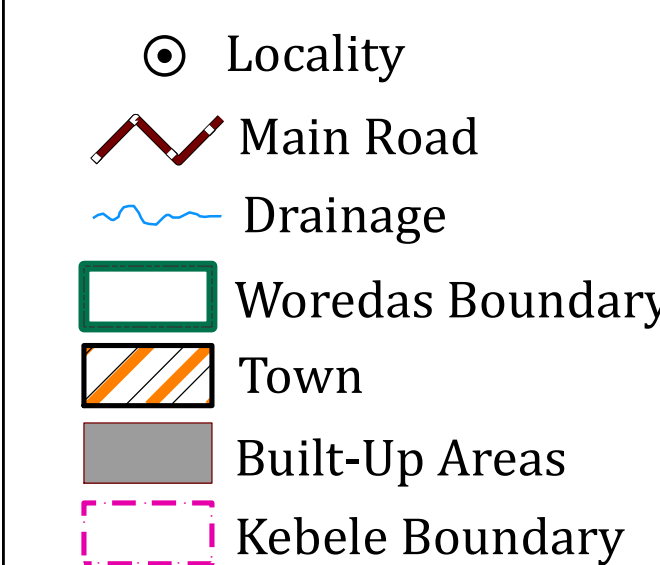 Locality
Main Road
Drainage
Woredas Boundary
Town
Built-Up Areas
Kebele Boundary